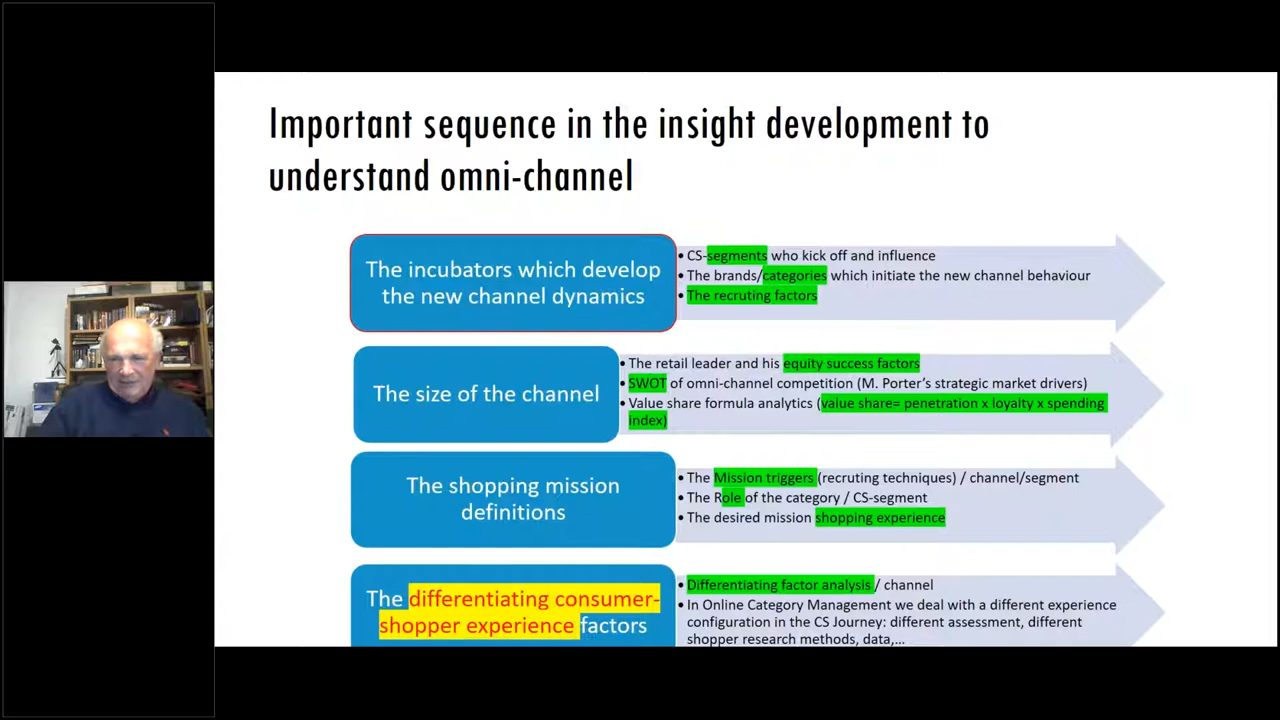 Important sequence in the insight development to
understand omni-channel
The incubators which develop
the new channel dynamics
• CS-segments who kick off and influence
• The brands/categories which initiate the new channel behaviour
• The recruting factors
The size of the channel
• The retail leader and his equity success factors
• SWOT of omni-channel competition (M. Porter's strategic market drivers)
• Value share formula analytics (value share= penetration x loyalty x spending
index)
The shopping mission
definitions
• The Mission triggers (recruting techniques) / channel/segment
• The Role of the category / CS-segment
• The desired mission shopping experience
The differentiating consumer-
shopper experience factors
• Differentiating factor analysis / channel
• In Online Category Management we deal with a different experience
configuration in the CS Journey: different assessment, different
shopper research methods, data,...